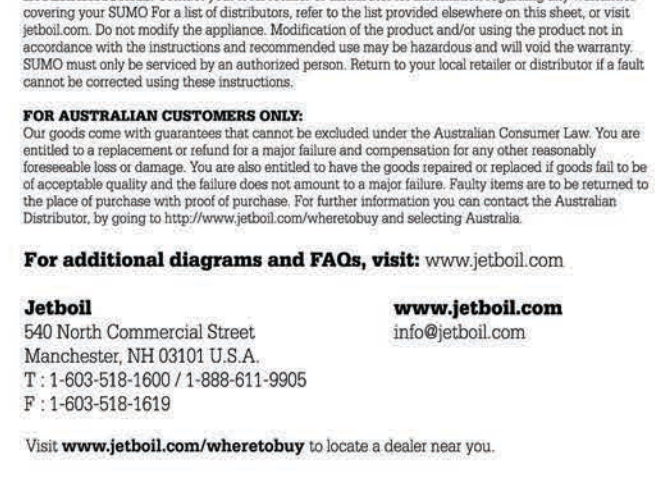 covering your SUMO For a list of distributors, refer to the list provided elsewhere on this sheet, or visit
jetboil.com. Do not modify the appliance. Modification of the product and/or using the product not in
accordance with the instructions and recommended use may be hazardous and will void the warranty.
SUMO must only be serviced by an authorized person. Return to your local retailer or distributor if a fault
cannot be corrected using these instructions.
FOR AUSTRALIAN CUSTOMERS ONLY:
Our goods come with guarantees that cannot be excluded under the Australian Consumer Law. You are
entitled to a replacement or refund for a major failure and compensation for any other reasonably
foreseeable loss or damage. You are also entitled to have the goods repaired or replaced if goods fail to be
of acceptable quality and the failure does not amount to a major failure. Faulty items are to be returned to
the place of purchase with proof of purchase. For further information you can contact the Australian
Distributor, by going to http://www.jetboil.com/wheretobuy and selecting Australia.
For additional diagrams and FAQs, visit: www.jetboil.com
Jetboil
540 North Commercial Street
Manchester, NH 03101 U.S.A.
T : 1-603-518-1600 / 1-888-611-9905
F : 1-603-518-1619
www.jetboil.com
info@jetboil.com
Visit www.jetboil.com/wheretobuy to locate a dealer near you.